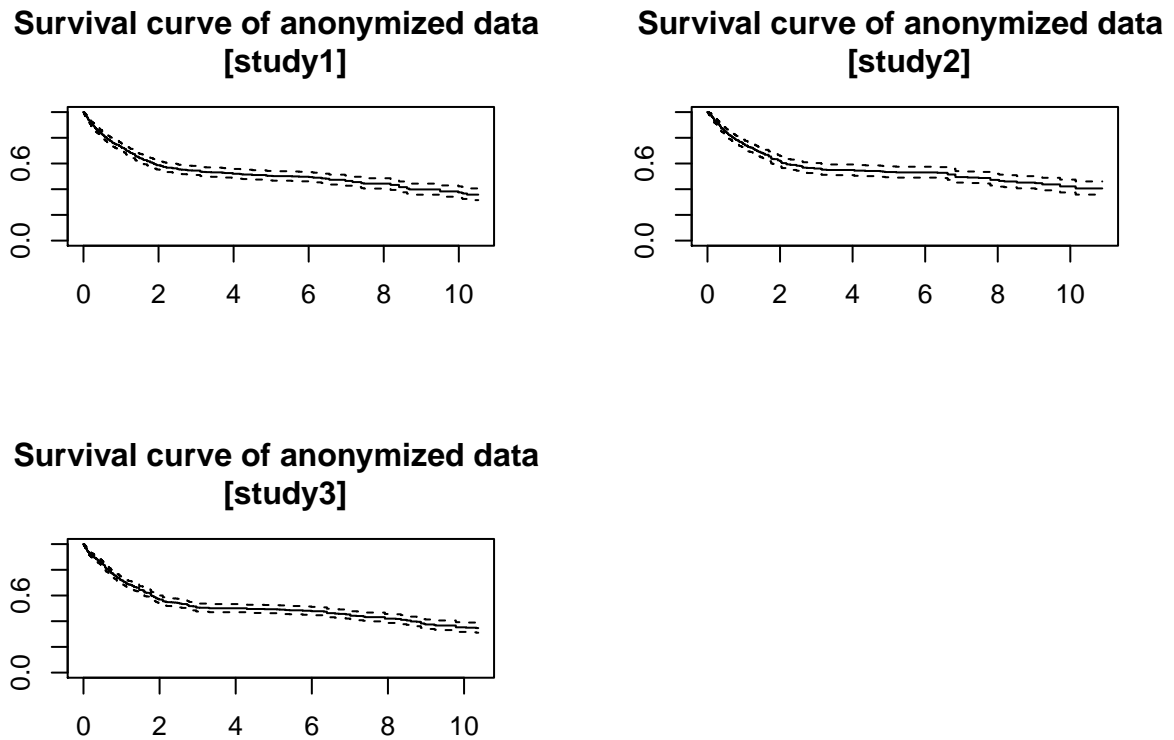 Survival curve of anonymized data
[study1]
0.6
0.0
0 2 4 6 8 10
Survival curve of anonymized data
[study2]
0.6
0.0
0 2 4 6 8 10
Survival curve of anonymized data
[study3]
0.6
0.0
0 2 4 6 8 10